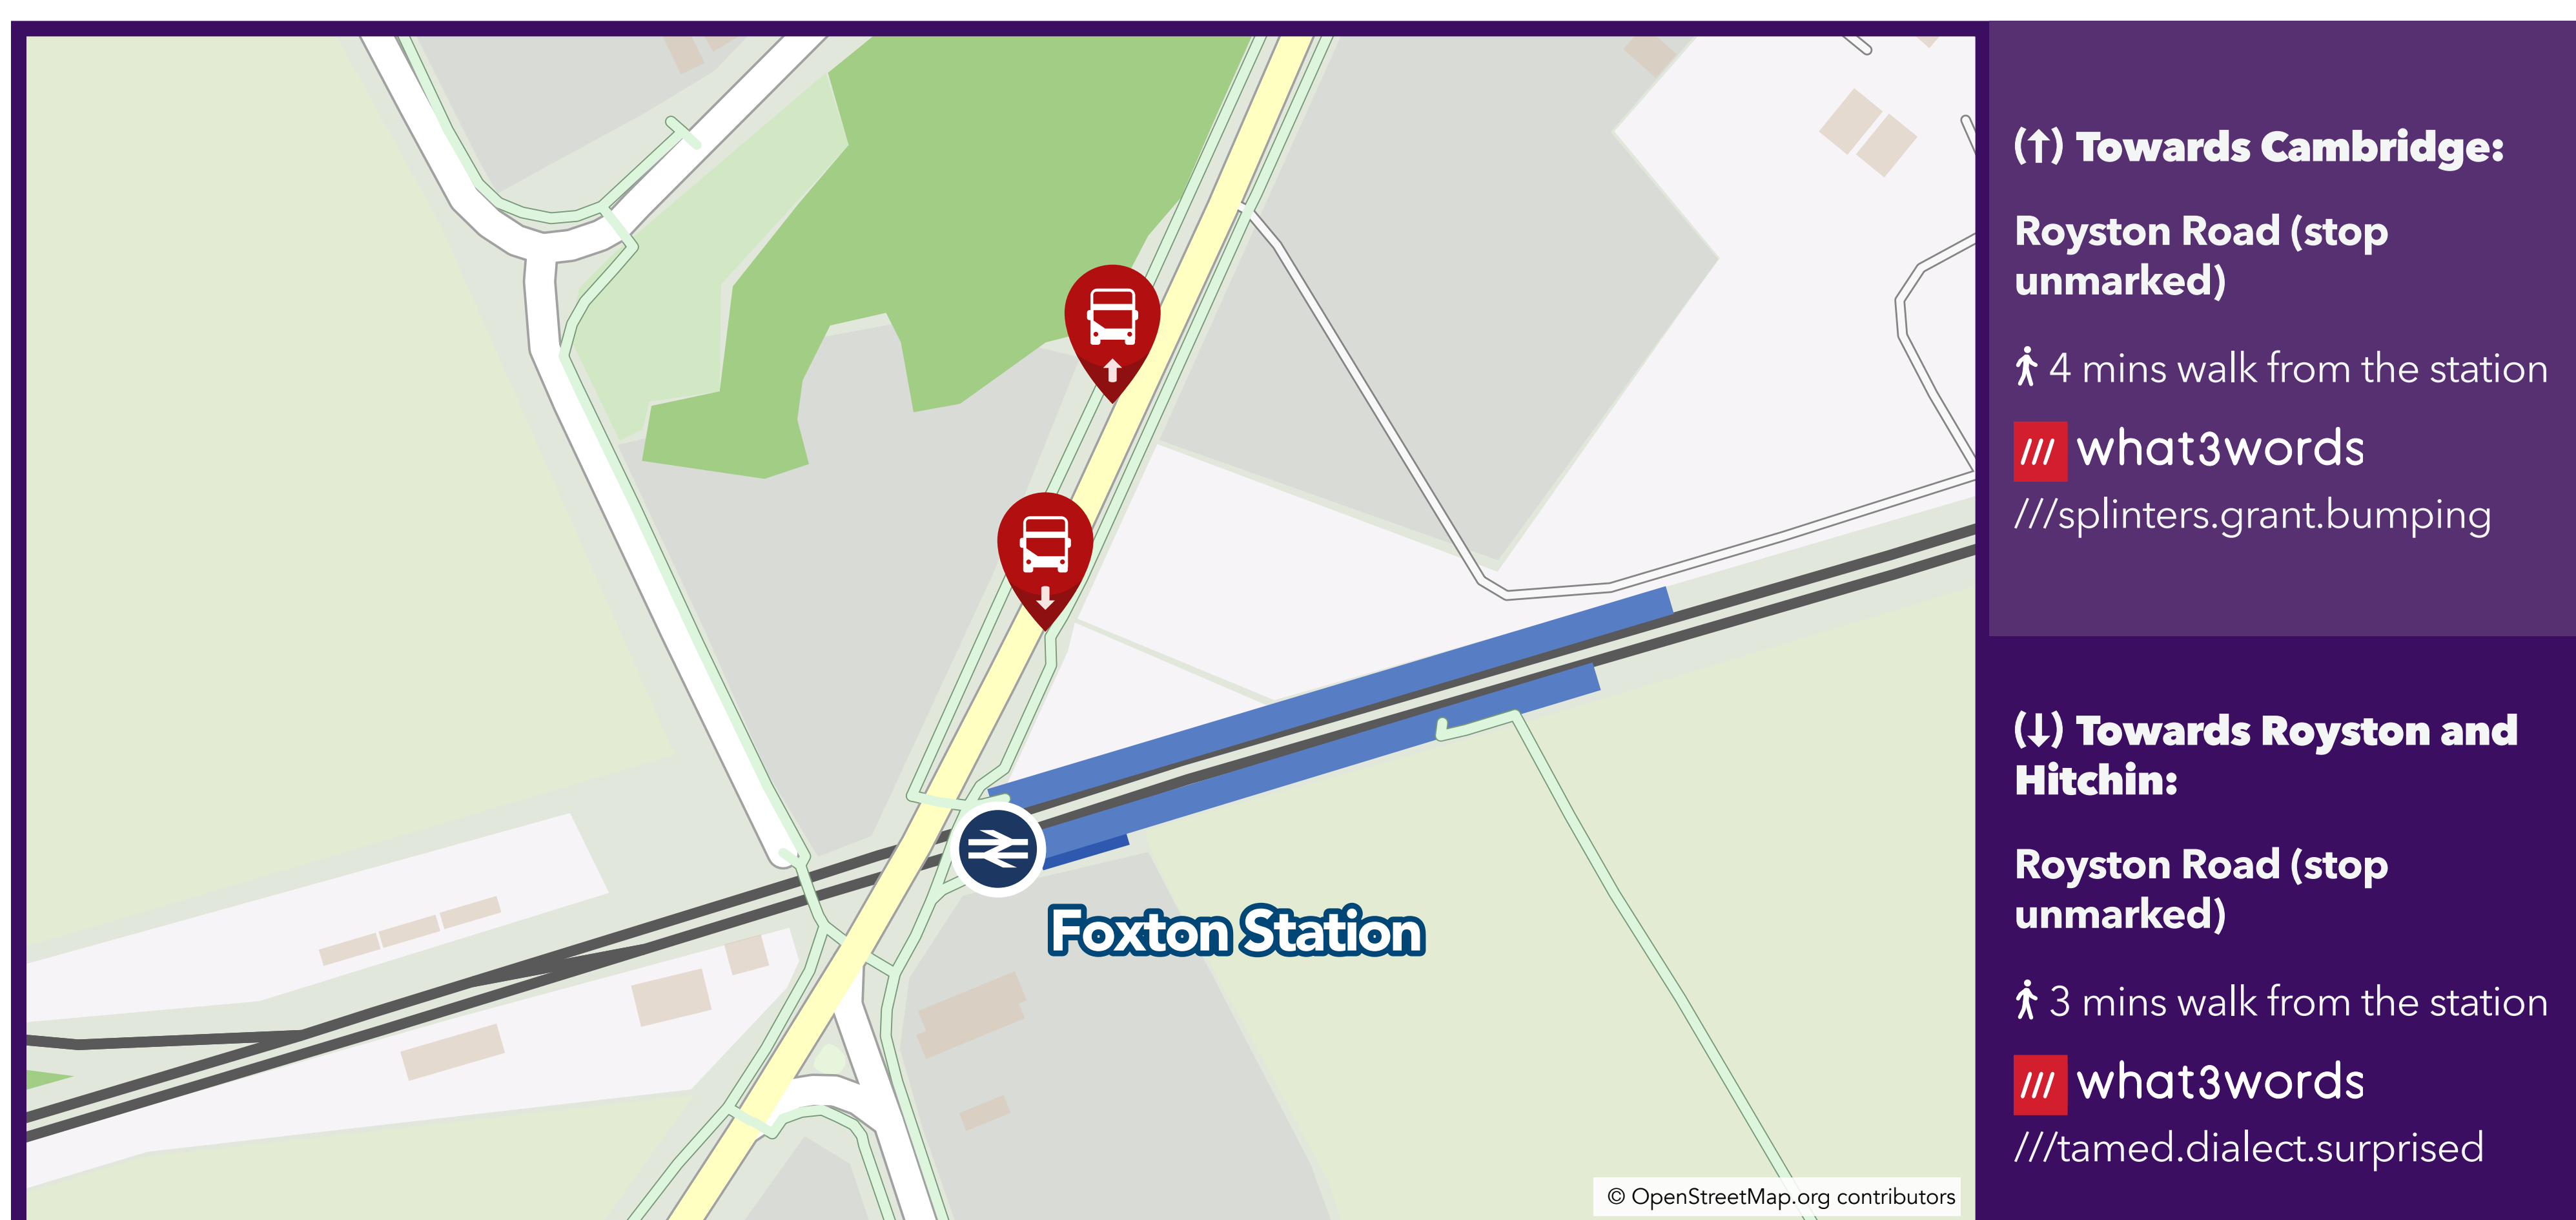 (↑) Towards Cambridge:
Royston Road (stop
unmarked)
4 mins walk from the station
/// what3words
///splinters.grant.bumping
(↓) Towards Royston and
Hitchin:
Royston Road (stop
unmarked)
3 mins walk from the station
/// what3words
///tamed.dialect.surprised
Foxton Station
© OpenStreetMap.org contributors